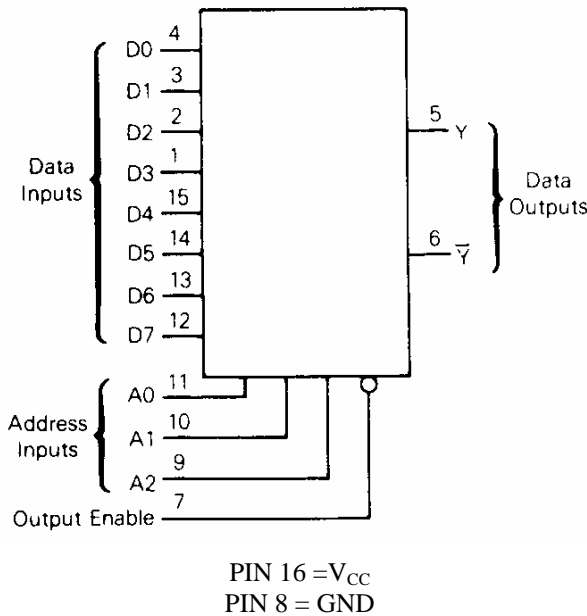 4
D0
3
D1
2
D2
1
D3
15
D4
14
D5
13
D6
12
D7
Data
Inputs
5
Y
6
Y̅
Data
Outputs
11
A0
10
A1
9
A2
Address
Inputs
7
Output Enable
PIN 16 =VCC
PIN 8 = GND